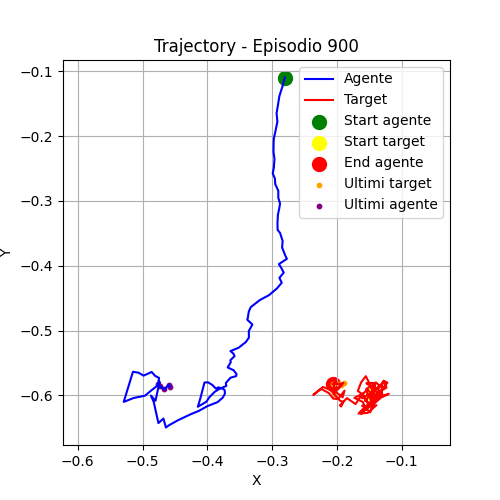 Trajectory - Episodio 900
Agente
Target
Start agente
Start target
End agente
Ultimi target
Ultimi agente
Y
−0.1
−0.2
−0.3
−0.4
−0.5
−0.6
−0.6
−0.5
−0.4
−0.3
−0.2
−0.1
X